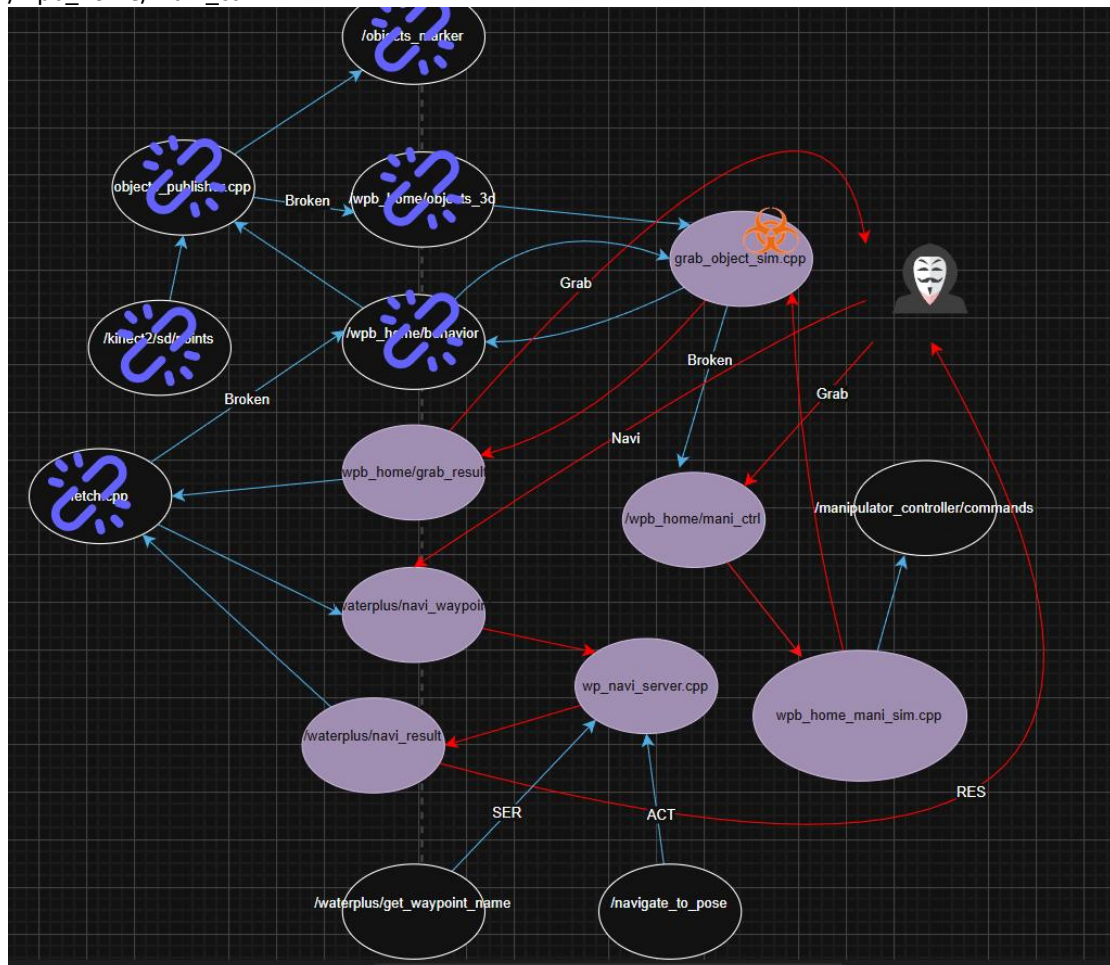 /objects_marker
objects_publisher.cpp
Broken
/wpb_home/objects_3d
grab_object_sim.cpp
Grab
/kinect2/sd/points
/wpb_home/behavior
Broken
Broken
Grab
Navi
wpb_home/grab_result
fetch.cpp
/wpb_home/mani_ctrl
/manipulator_controller/commands
waterplus/navi_waypoin
wp_navi_server.cpp
wpb_home_mani_sim.cpp
/waterplus/navi_result
RES
SER
ACT
/waterplus/get_waypoint_name
/navigate_to_pose